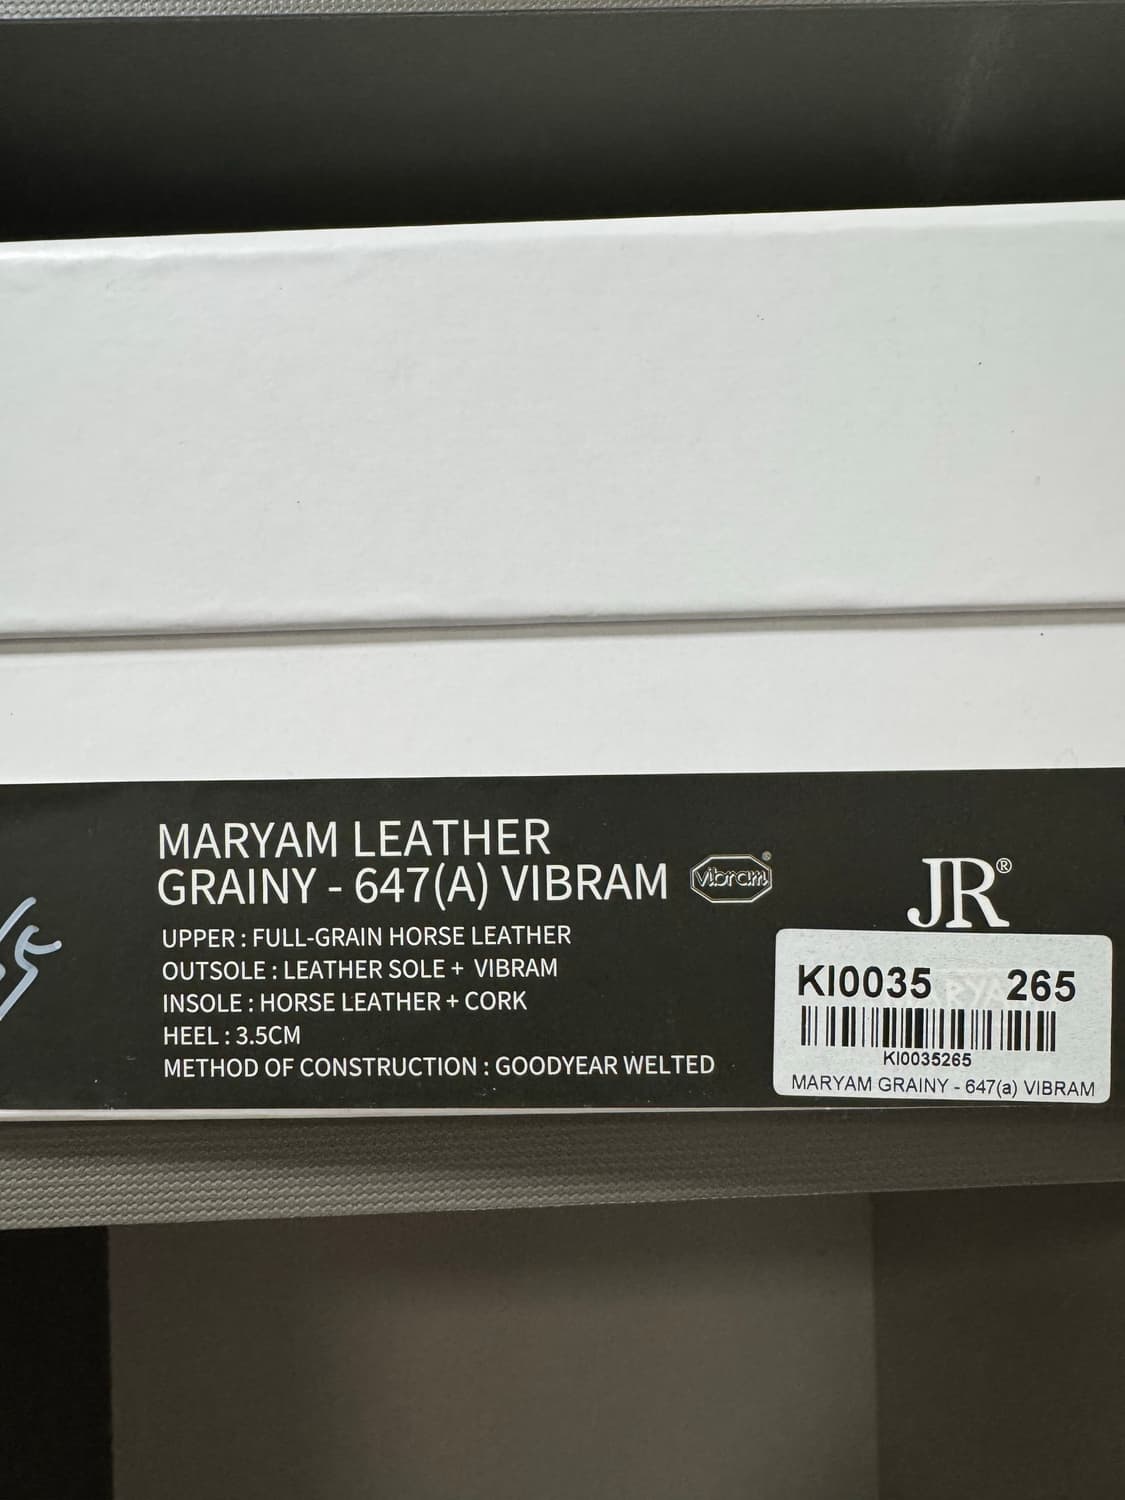 MARYAM LEATHER
GRAINY - 647(A) VIBRAM
vibram®
UPPER : FULL-GRAIN HORSE LEATHER
OUTSOLE : LEATHER SOLE + VIBRAM
INSOLE : HORSE LEATHER + CORK
HEEL : 3.5CM
METHOD OF CONSTRUCTION : GOODYEAR WELTED
JR®
KI0035 265
KI0035265
MARYAM GRAINY - 647(a) VIBRAM